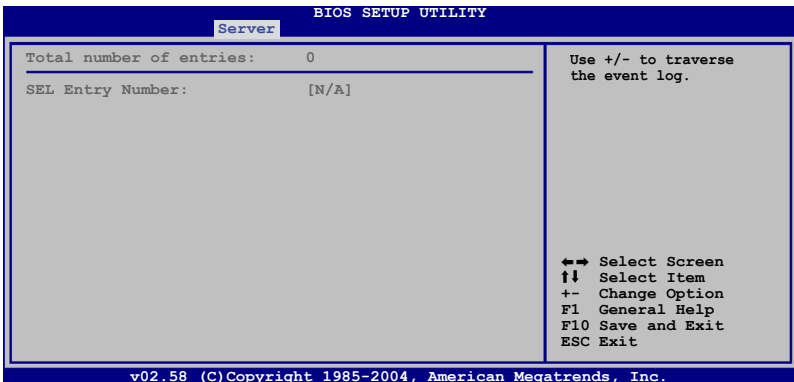 BIOS SETUP UTILITY
Server
Total number of entries: 0
SEL Entry Number: [N/A]
Use +/- to traverse
the event log.
←→ Select Screen
↑↓ Select Item
+- Change Option
F1 General Help
F10 Save and Exit
ESC Exit
v02.58 (C)Copyright 1985-2004, American Megatrends, Inc.